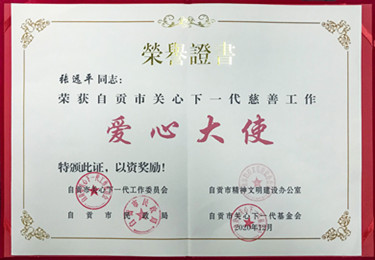 榮譽證書
张远平同志:
荣获自贡市关心下一代慈善工作
爱心大使
特颁此证，以资奖励！
自贡市关心下一代工作委员会
自贡市精神文明建设办公室
自贡市民政局
自贡市关心下一代基金会
2020年12月